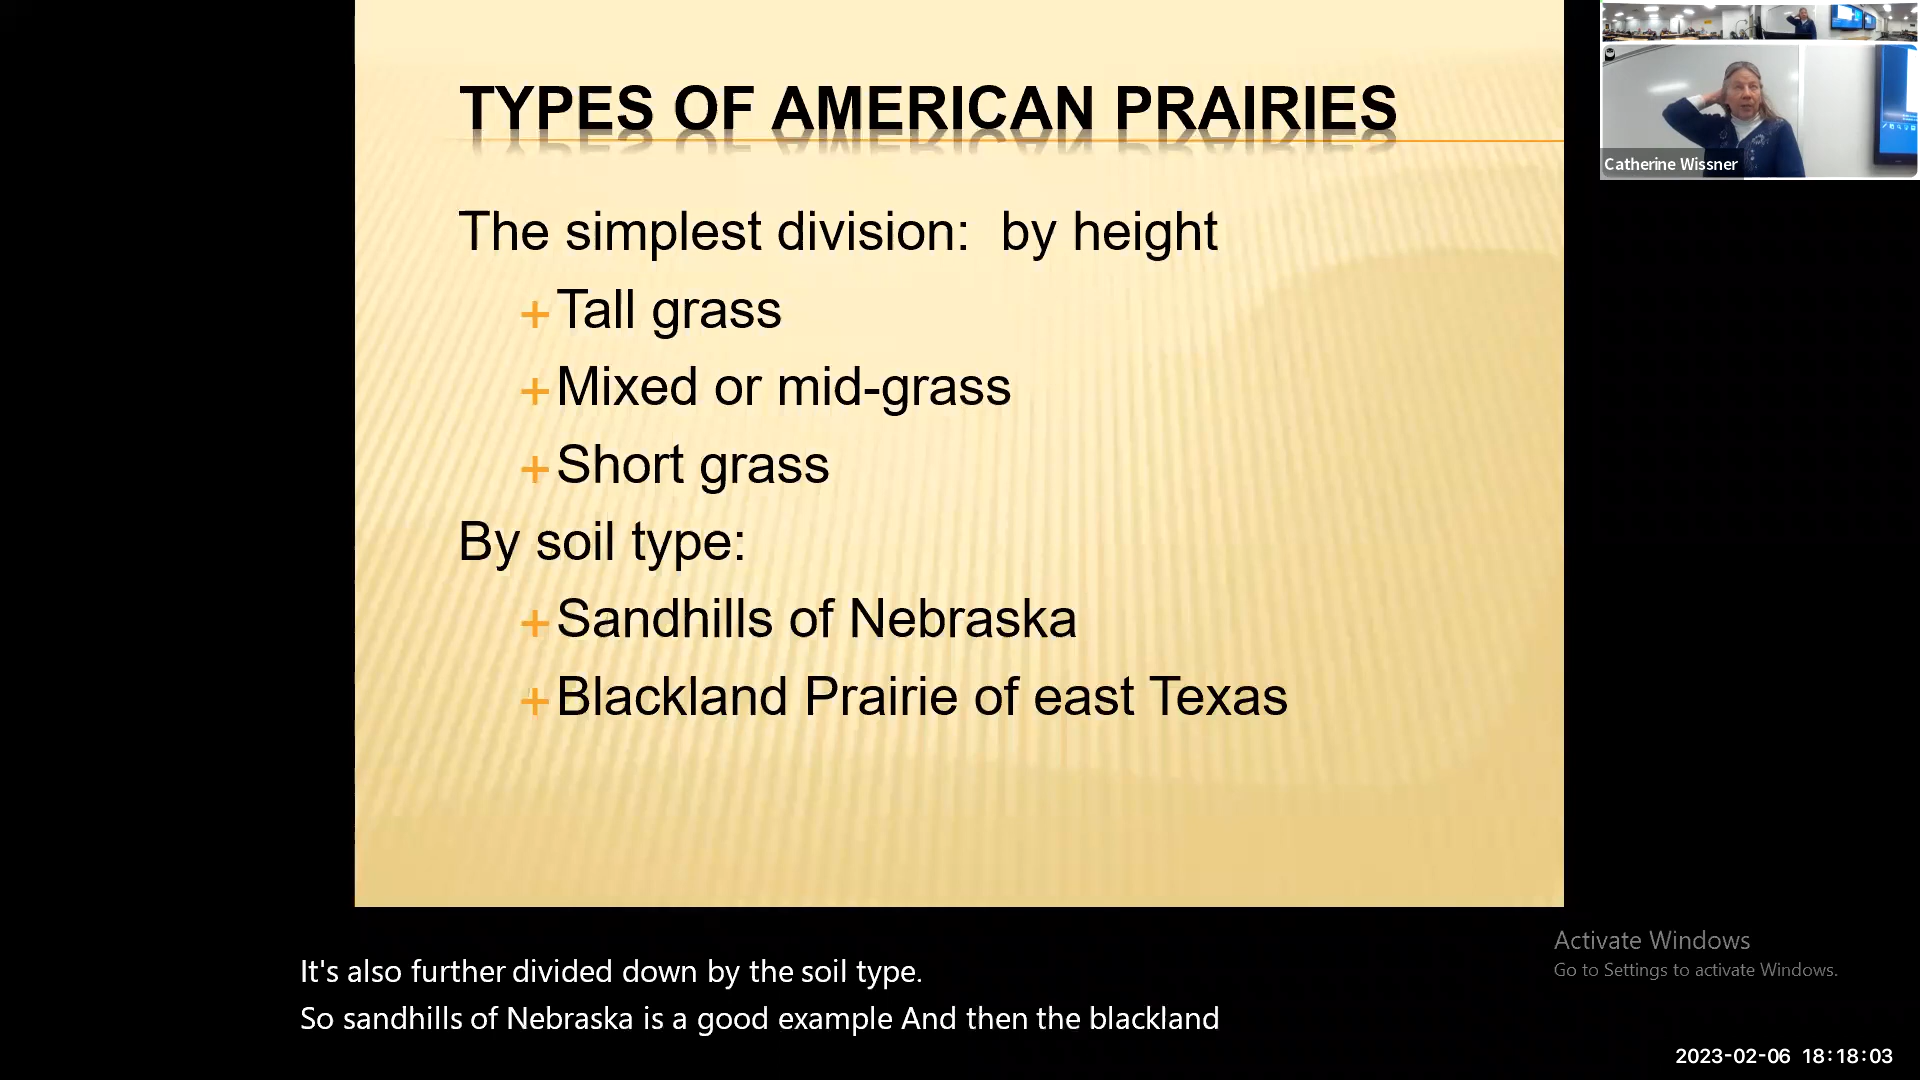 TYPES OF AMERICAN PRAIRIES
The simplest division: by height
+Tall grass
+Mixed or mid-grass
+Short grass
By soil type:
+Sandhills of Nebraska
+Blackland Prairie of east Texas
Catherine Wissner
It's also further divided down by the soil type.
So sandhills of Nebraska is a good example And then the blackland
Activate Windows
Go to Settings to activate Windows.
2023-02-06 18:18:03